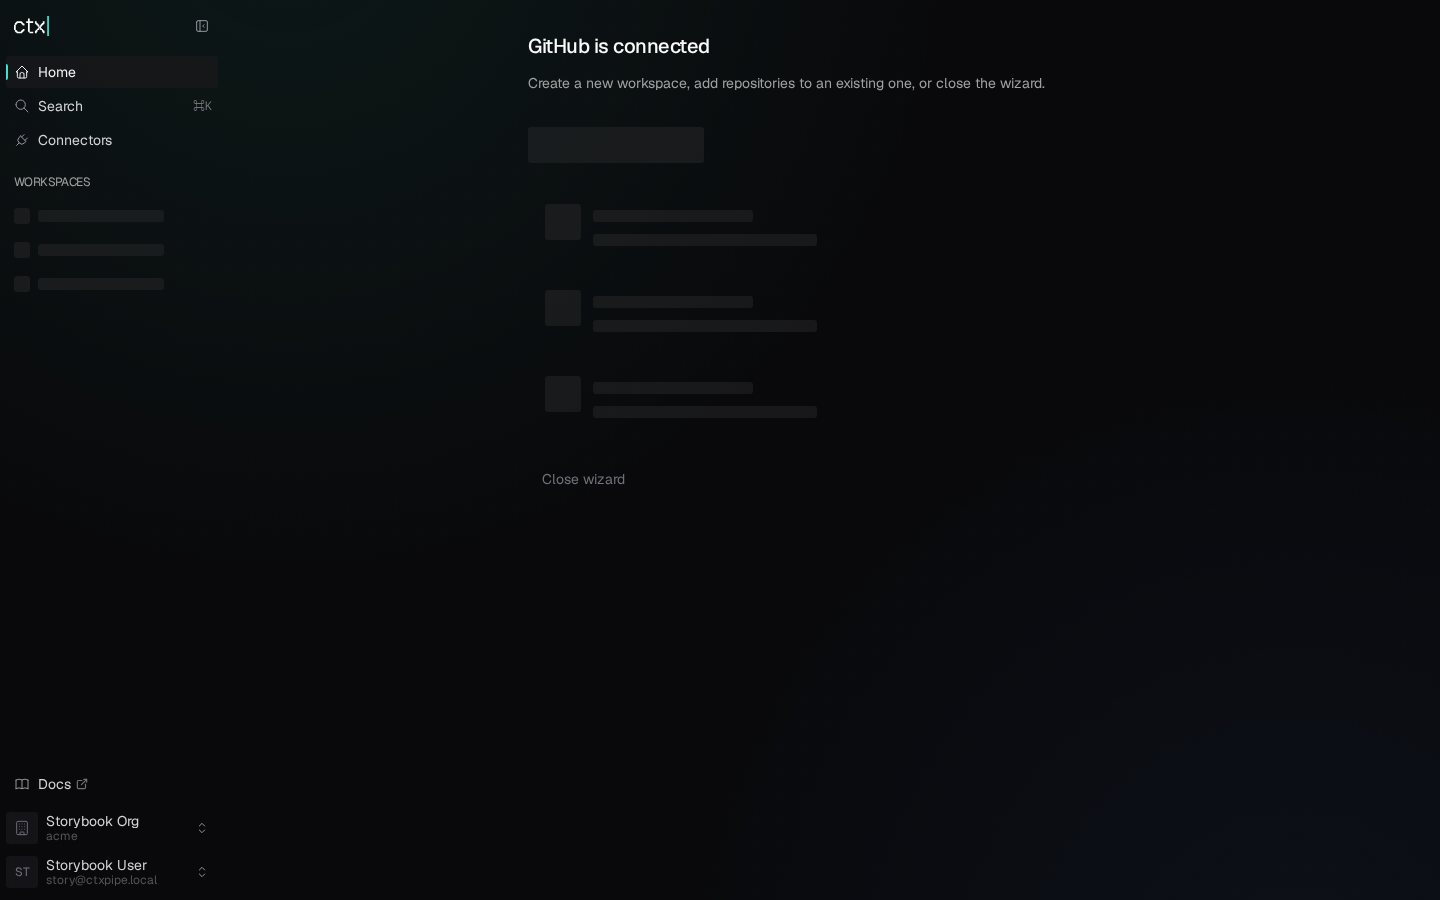 ctx
Home
Search ⌘K
Connectors
WORKSPACES
GitHub is connected
Create a new workspace, add repositories to an existing one, or close the wizard.
Close wizard
Docs
Storybook Org
acme
ST
Storybook User
story@ctxpipe.local